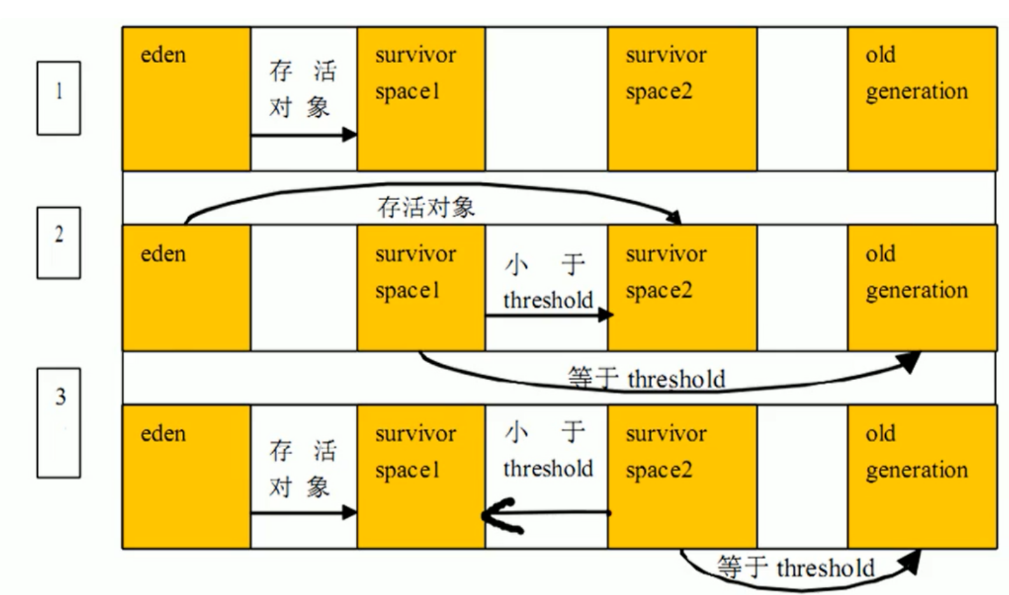 1
eden
存 活
对 象
survivor
space1
survivor
space2
old
generation
2
存活对象
eden
survivor
space1
小 于
threshold
survivor
space2
old
generation
等于 threshold
3
eden
存 活
对 象
survivor
space1
小 于
threshold
survivor
space2
old
generation
等于 threshold